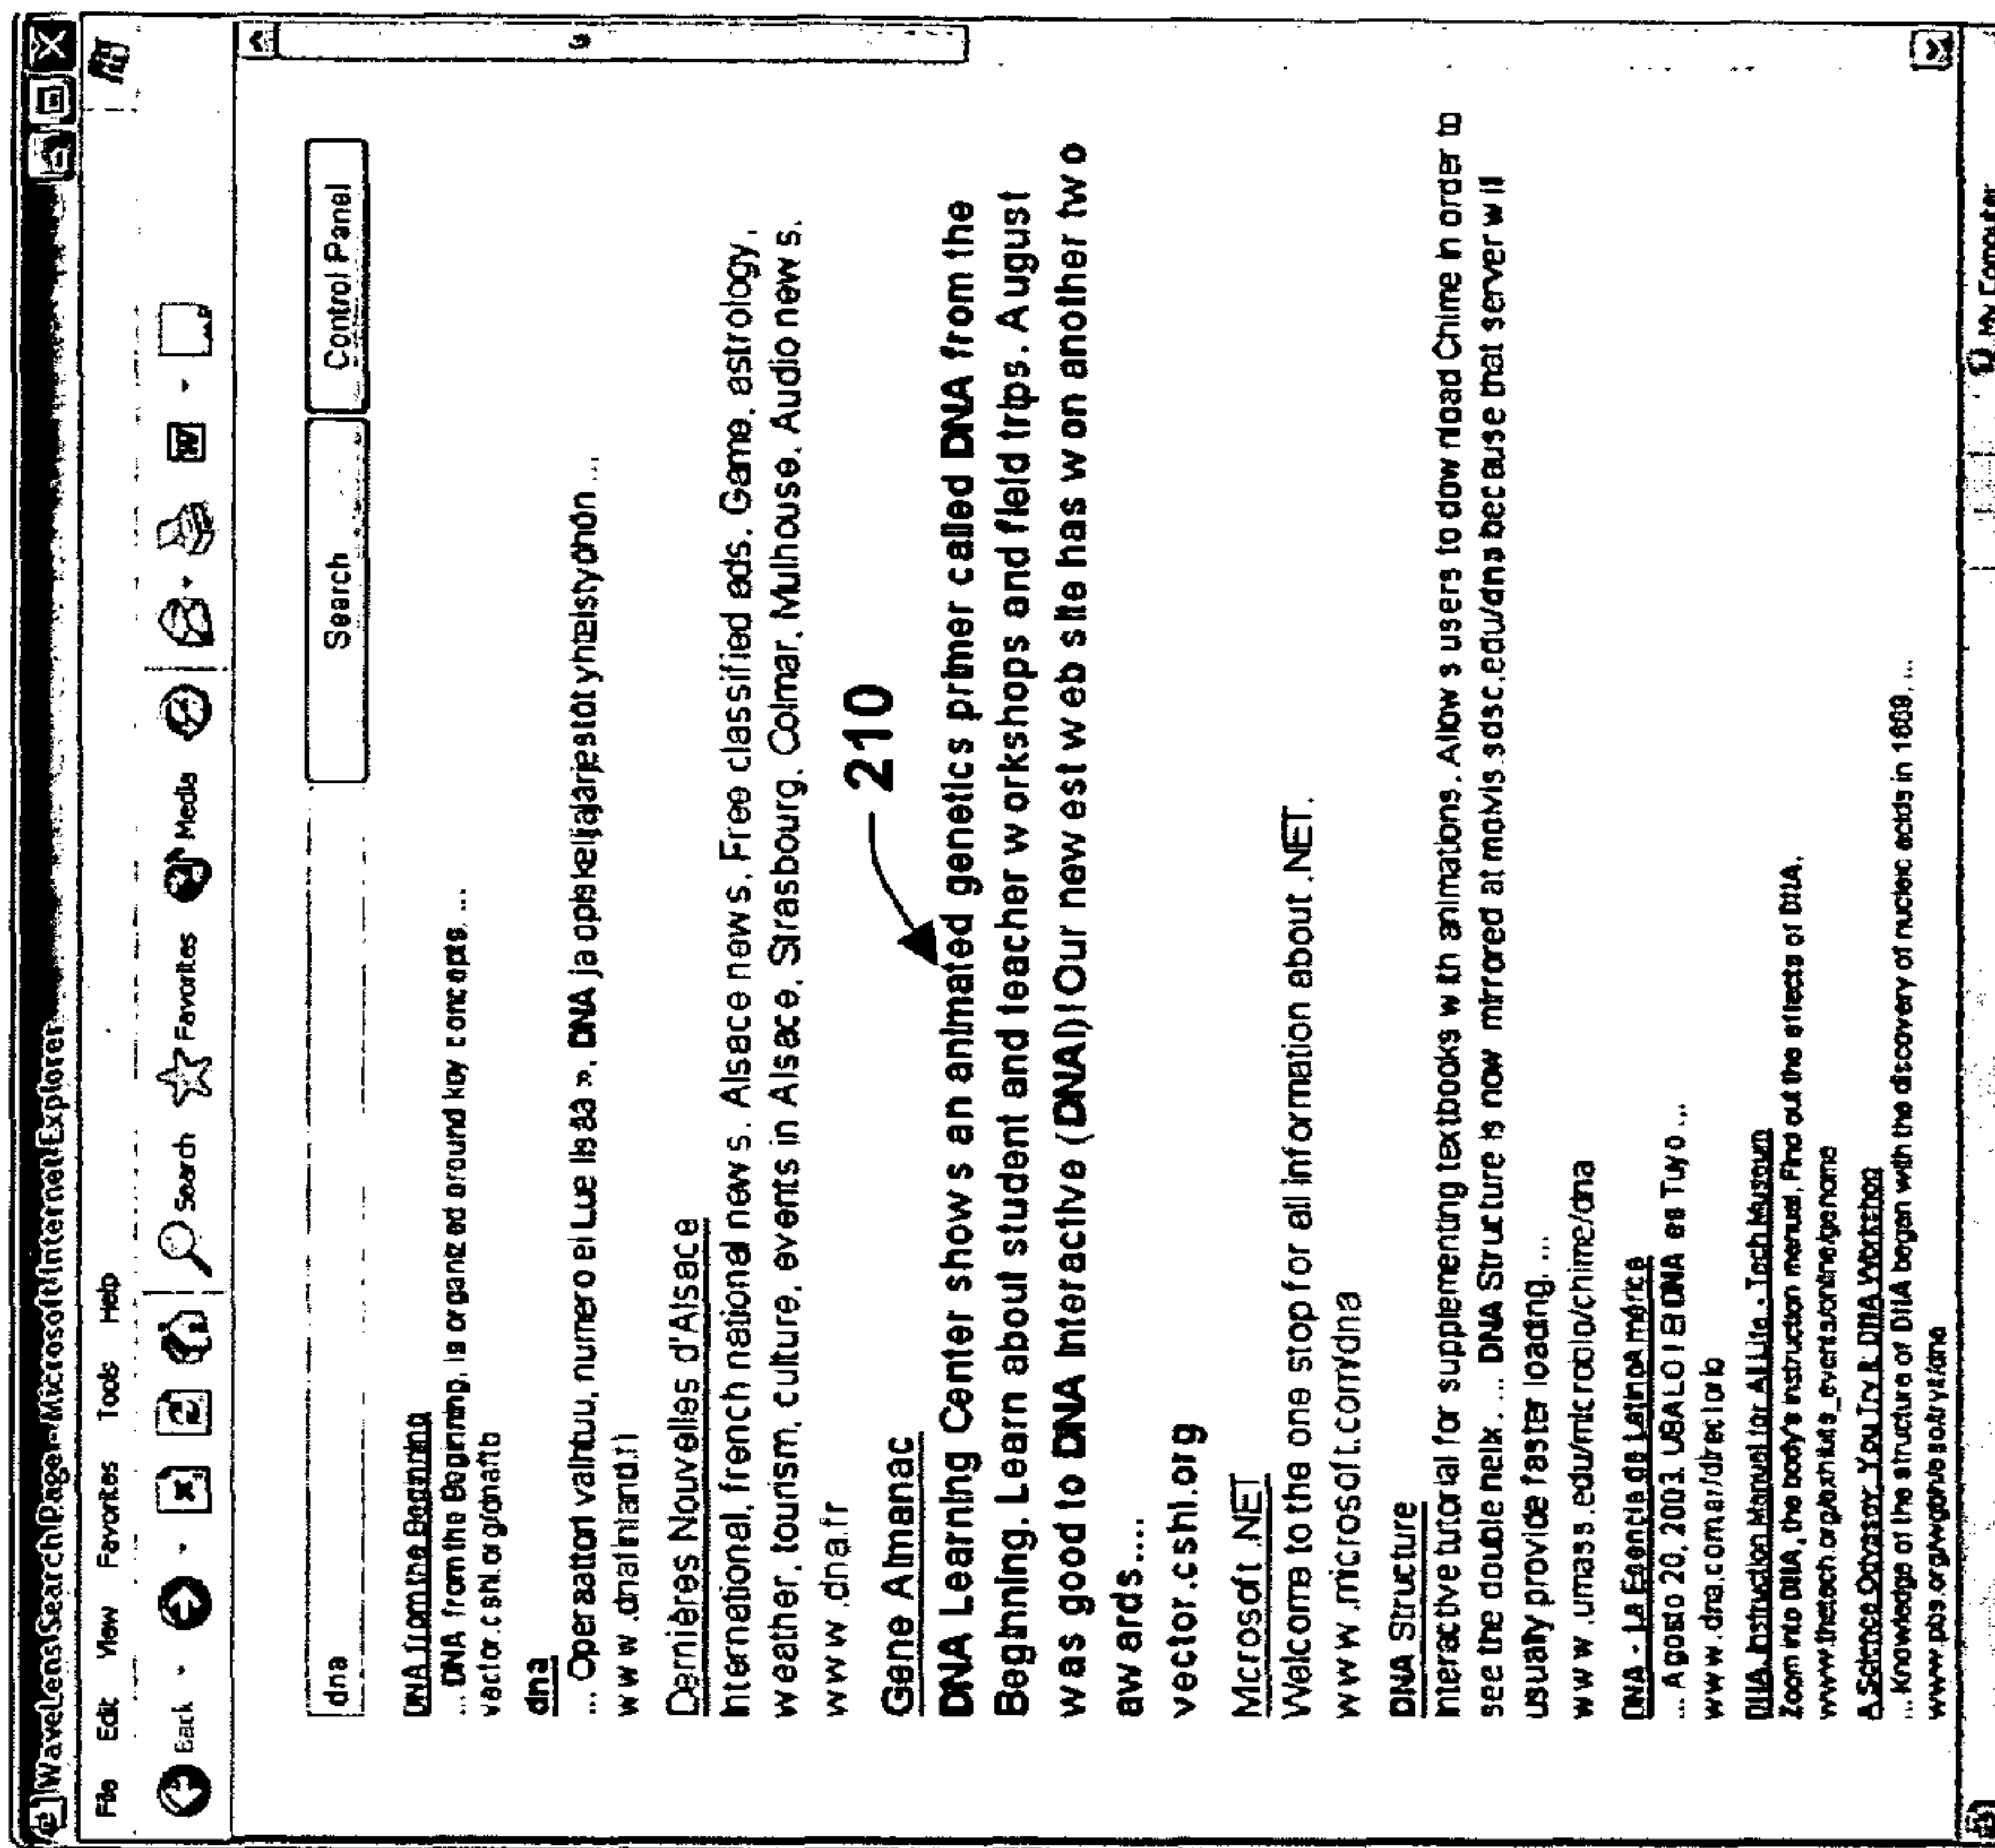 WaveLens Search Page - Microsoft Internet Explorer
File Edit View Favorites Tools Help
Back Search Favorites Media
dna Search Control Panel
DNA from the Beginning
... DNA from the Beginning, is organized around key concepts, ...
vector.cshl.org/dnaftb
dna
... Operaattori vaihtuu, numero ei Lue lisää », DNA ja opiskelijajärjestöt yhteistyöhön ...
www.dnafinland.fi
Dernières Nouvelles d'Alsace
International, french national news. Alsace news. Free classified ads. Game, astrology,
weather, tourism, culture, events in Alsace, Strasbourg, Colmar, Mulhouse. Audio news.
www.dna.fr
210
Gene Almanac
DNA Learning Center shows an animated genetics primer called DNA from the
Beginning. Learn about student and teacher workshops and field trips. August
was good to DNA Interactive (DNAi)! Our newest web site has won another two
awards....
vector.cshl.org
Microsoft .NET
Welcome to the one stop for all information about .NET.
www.microsoft.com/dna
DNA Structure
Interactive tutorial for supplementing textbooks with animations. Allows users to download Chime in order to
see the double helix. ... DNA Structure is now mirrored at molvis.sdsc.edu/dna because that server will
usually provide faster loading. ...
www.umass.edu/microbio/chime/dna
DNA - La Esencia de LatinoAmérica
... Agosto 20, 2003. UBALO! El DNA es Tuyo ...
www.dna.com.ar/directorio
DNA: Instruction Manual for All Life - Tech Museum
Zoom into DNA, the body's instruction manual. Find out the effects of DNA.
www.thetech.org/exhibits_events/online/genome
A Science Odyssey: You Try It: DNA Workshop
... Knowledge of the structure of DNA began with the discovery of nucleic acids in 1869, ...
www.pbs.org/wgbh/aso/tryit/dna
My Computer